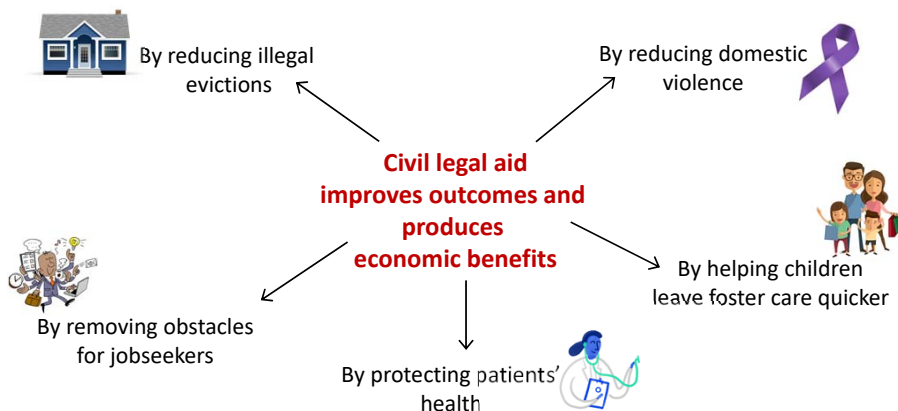 By reducing illegal
evictions
By reducing domestic
violence
Civil legal aid
improves outcomes and
produces
economic benefits
By helping children
leave foster care quicker
By removing obstacles
for jobseekers
By protecting patients’
health